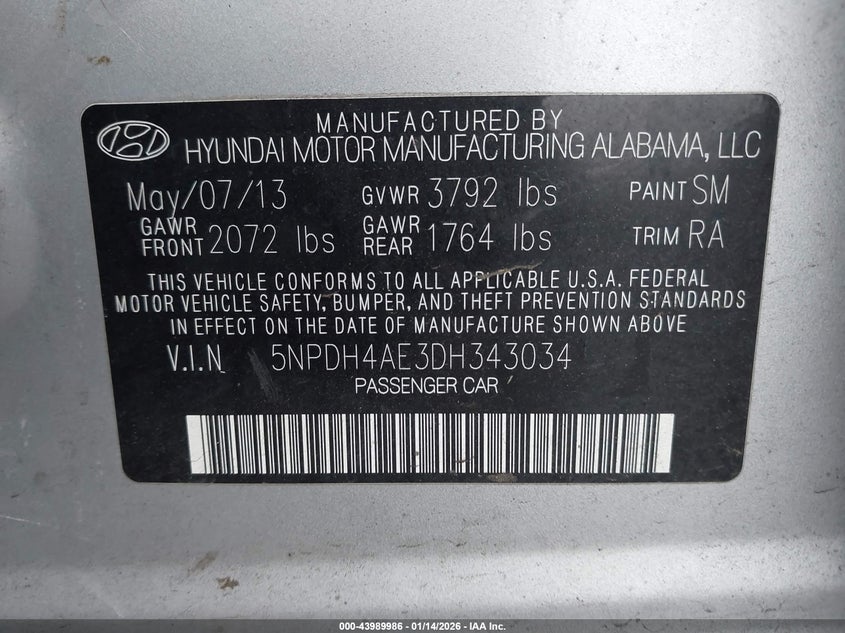 MANUFACTURED BY
HYUNDAI MOTOR MANUFACTURING ALABAMA, LLC
May/07/13 GVWR 3792 lbs PAINT SM
GAWR FRONT 2072 lbs GAWR REAR 1764 lbs TRIM RA
THIS VEHICLE CONFORMS TO ALL APPLICABLE U.S.A. FEDERAL
MOTOR VEHICLE SAFETY, BUMPER, AND THEFT PREVENTION STANDARDS
IN EFFECT ON THE DATE OF MANUFACTURE SHOWN ABOVE
V.I.N 5NPDH4AE3DH343034
PASSENGER CAR
000-43989986 - 01/14/2026 - IAA Inc.